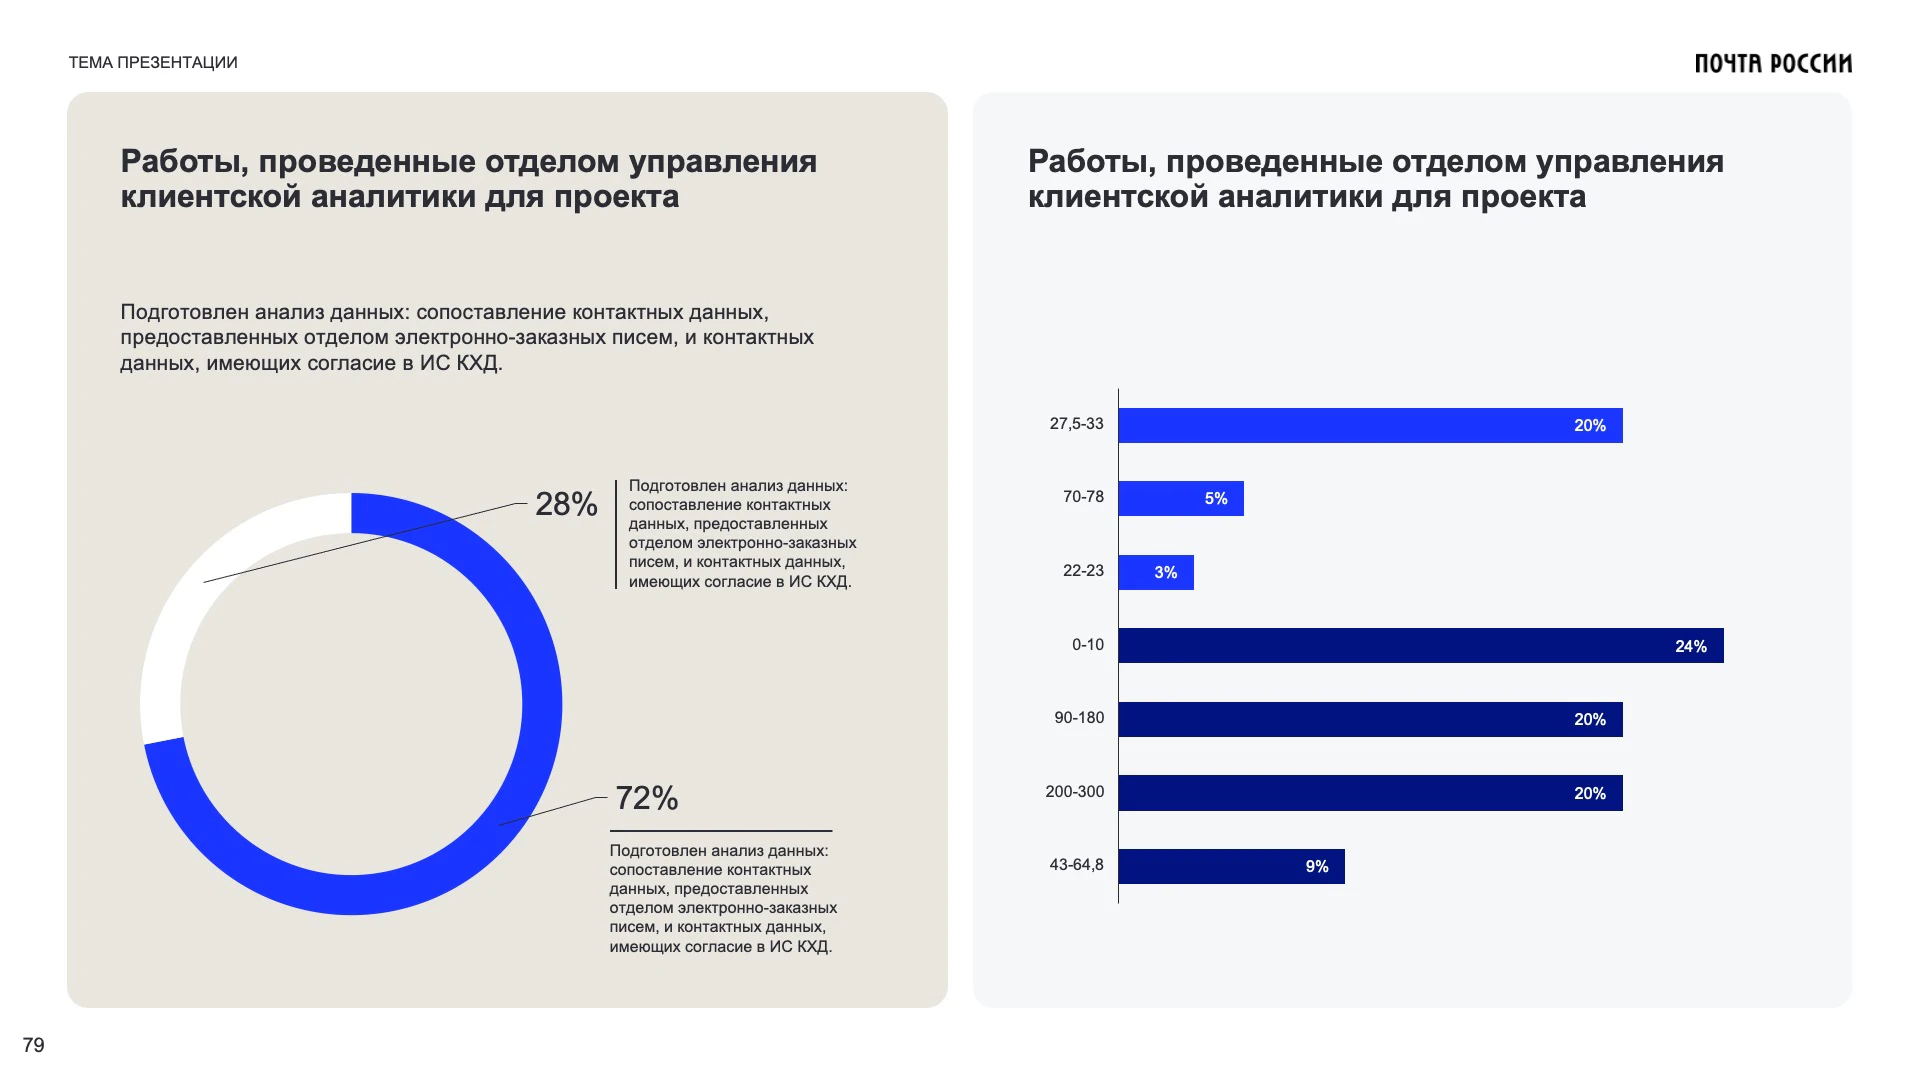 ТЕМА ПРЕЗЕНТАЦИИ
ПОЧТА РОССИИ
Работы, проведенные отделом управления
клиентской аналитики для проекта
Подготовлен анализ данных: сопоставление контактных данных,
предоставленных отделом электронно-заказных писем, и контактных
данных, имеющих согласие в ИС КХД.
28%
Подготовлен анализ данных:
сопоставление контактных
данных, предоставленных
отделом электронно-заказных
писем, и контактных данных,
имеющих согласие в ИС КХД.
72%
Подготовлен анализ данных:
сопоставление контактных
данных, предоставленных
отделом электронно-заказных
писем, и контактных данных,
имеющих согласие в ИС КХД.
Работы, проведенные отделом управления
клиентской аналитики для проекта
27,5-33 20%
70-78 5%
22-23 3%
0-10 24%
90-180 20%
200-300 20%
43-64,8 9%
79